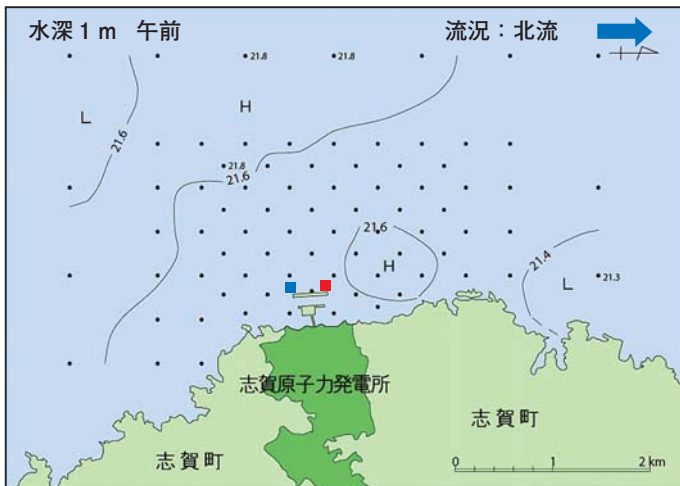 水深1m 午前 流況：北流
21.8 21.8
H
L
21.6
21.8
21.6
21.6
21.4
H
L
21.3
志賀原子力発電所
志賀町
志賀町
0 1 2 km